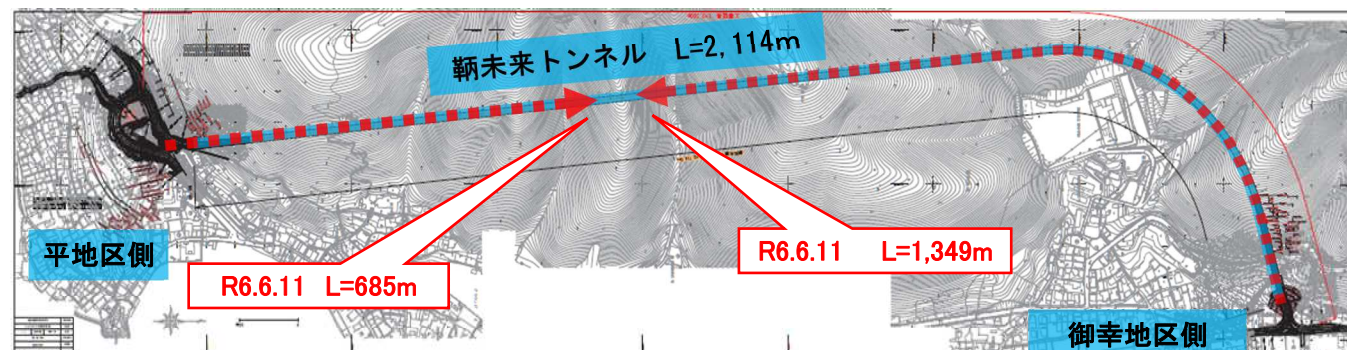 鞆未来トンネル　L=2,114m
平地区側
R6.6.11　L=685m
R6.6.11　L=1,349m
御幸地区側